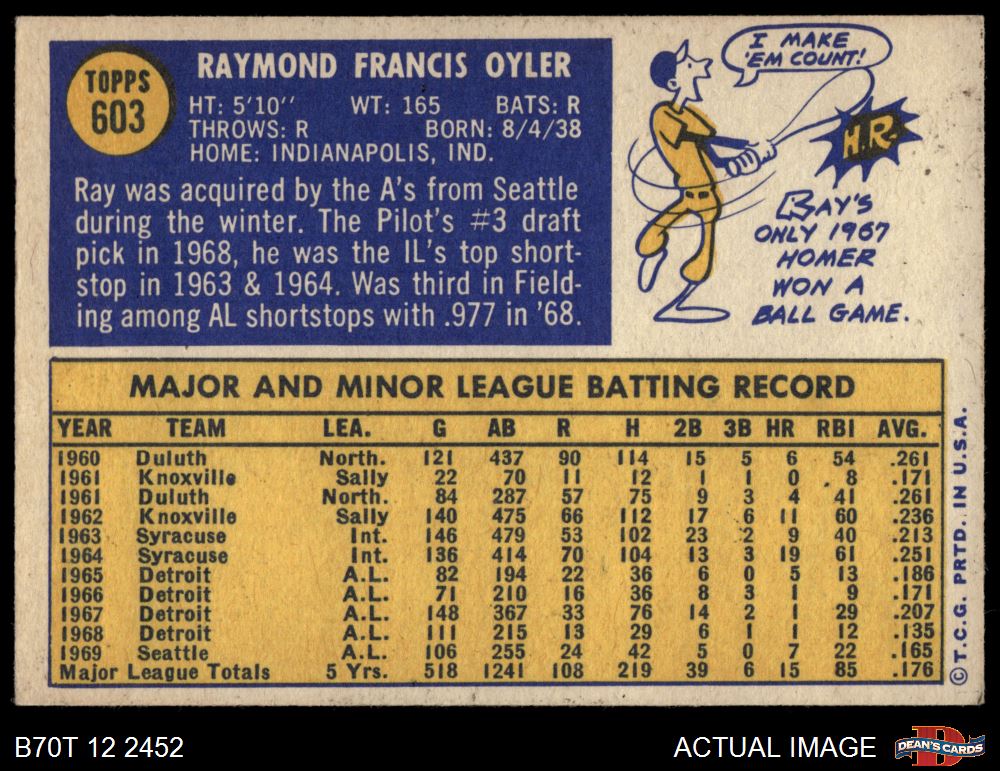 TOPPS
603
RAYMOND FRANCIS OYLER
HT: 5'10" WT: 165 BATS: R
THROWS: R BORN: 8/4/38
HOME: INDIANAPOLIS, IND.
Ray was acquired by the A's from Seattle
during the winter. The Pilot's #3 draft
pick in 1968, he was the IL's top short-
stop in 1963 & 1964. Was third in Field-
ing among AL shortstops with .977 in '68.
I MAKE
'EM COUNT!
H.R.
RAY'S
ONLY 1967
HOMER
WON A
BALL GAME.
MAJOR AND MINOR LEAGUE BATTING RECORD
YEAR TEAM LEA. G AB R H 2B 3B HR RBI AVG.
1960 Duluth North. 121 437 90 114 15 5 6 54 .261
1961 Knoxville Sally 22 70 11 12 1 1 0 8 .171
1961 Duluth North. 84 287 57 75 9 3 4 41 .261
1962 Knoxville Sally 140 475 66 112 17 6 11 60 .236
1963 Syracuse Int. 146 479 53 102 23 2 9 40 .213
1964 Syracuse Int. 136 414 70 104 13 3 19 61 .251
1965 Detroit A.L. 82 194 22 36 6 0 5 13 .186
1966 Detroit A.L. 71 210 16 36 8 3 1 9 .171
1967 Detroit A.L. 148 367 33 76 14 2 1 29 .207
1968 Detroit A.L. 111 215 13 29 6 1 1 12 .135
1969 Seattle A.L. 106 255 24 42 5 0 7 22 .165
Major League Totals 5 Yrs. 518 1241 108 219 39 6 15 85 .176
© T.C.G. PRTD. IN U.S.A.
B70T 12 2452
ACTUAL IMAGE
DEAN'S CARDS